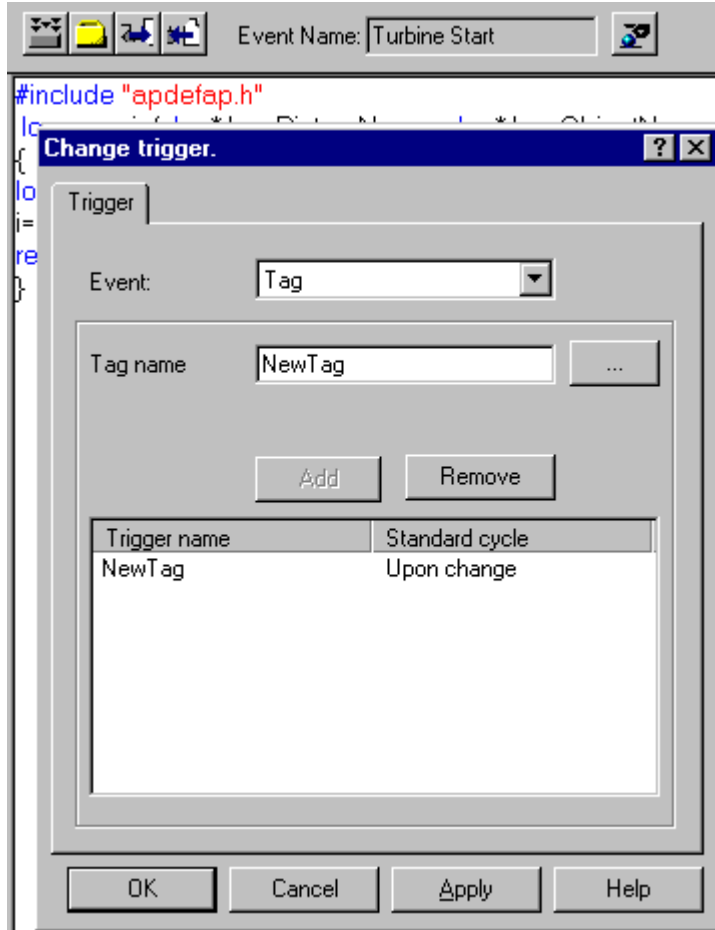 Event Name: Turbine Start
#include "apdefap.h"
{
i=
}
Change trigger.
Trigger
Event: Tag
Tag name NewTag ...
Add Remove
Trigger name Standard cycle
NewTag Upon change
OK Cancel Apply Help